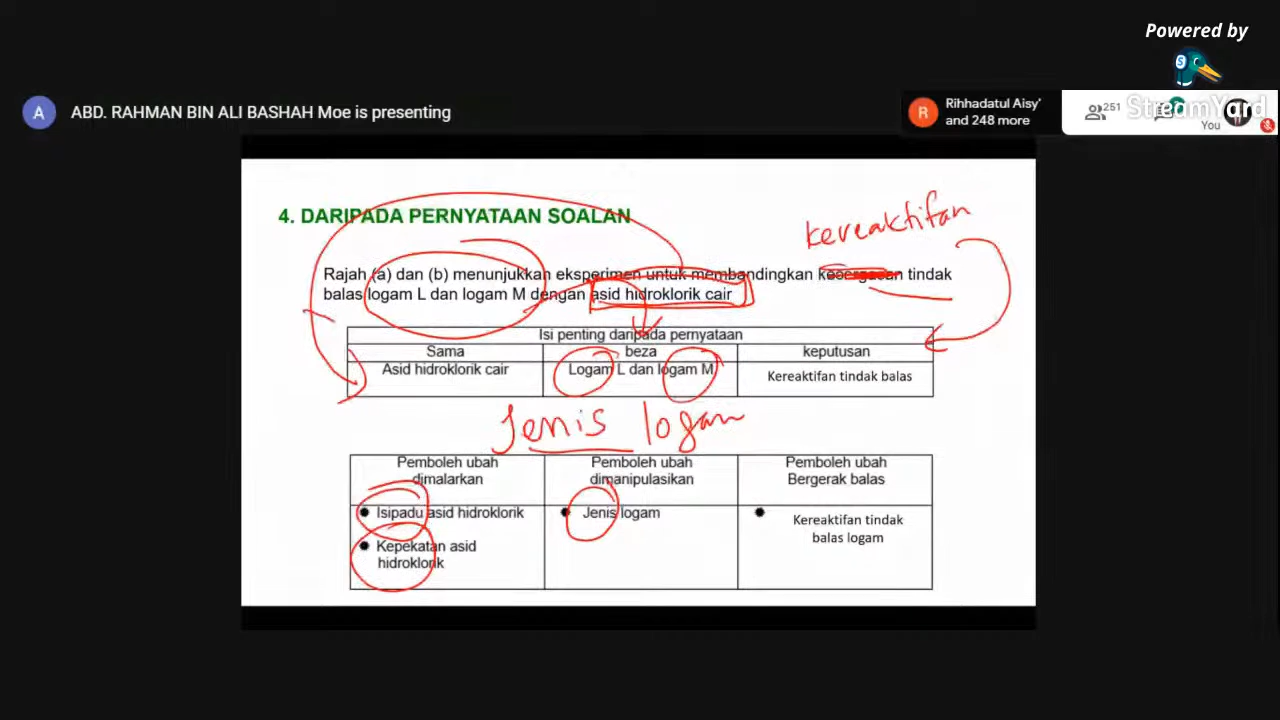 Powered by
StreamYard
A
ABD. RAHMAN BIN ALI BASHAH Moe is presenting
R
Rihhadatul Aisy'
and 248 more
251
You
4. DARIPADA PERNYATAAN SOALAN
kereaktifan
Rajah (a) dan (b) menunjukkan eksperimen untuk membandingkan tindak
balas logam L dan logam M dengan asid hidroklorik cair
Isi penting daripada pernyataan
Sama beza keputusan
Asid hidroklorik cair Logam L dan logam M Kereaktifan tindak balas
Jenis logam
Pemboleh ubah dimalarkan Pemboleh ubah dimanipulasikan Pemboleh ubah Bergerak balas
Isipadu asid hidroklorik Jenis logam Kereaktifan tindak balas logam
Kepekatan asid
hidroklorik